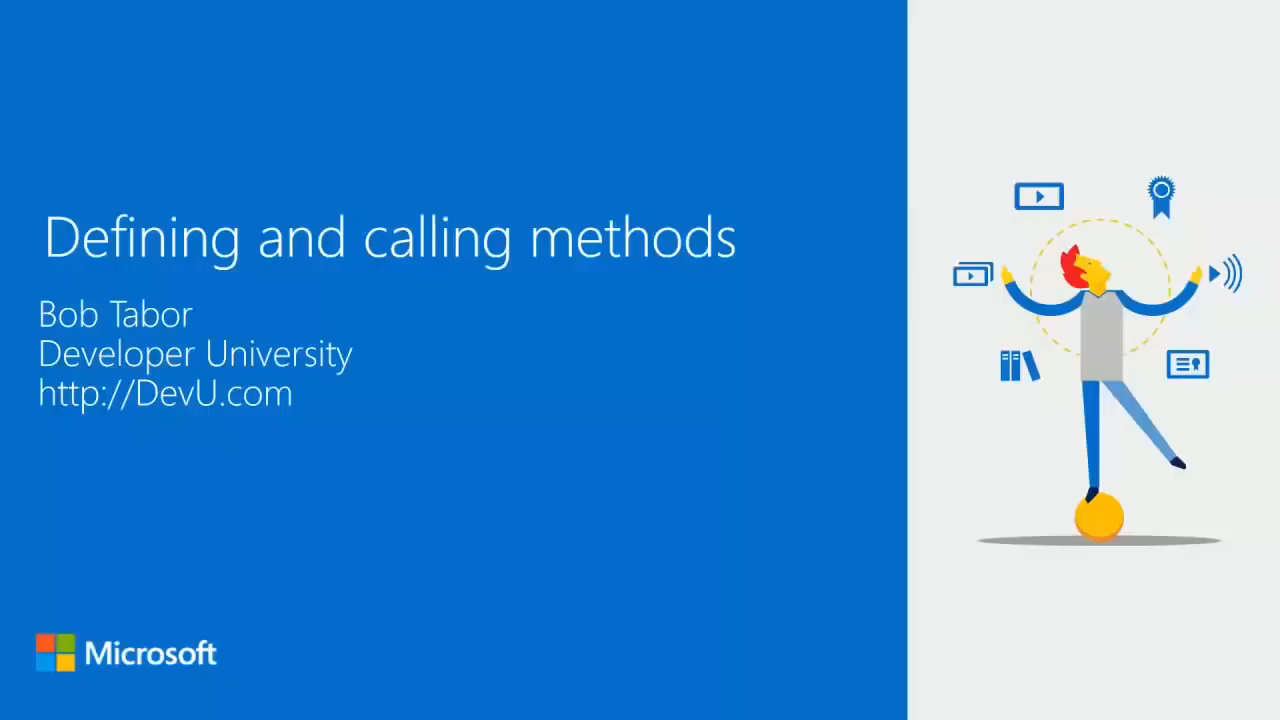 Defining and calling methods
Bob Tabor
Developer University
http://DevU.com
Microsoft